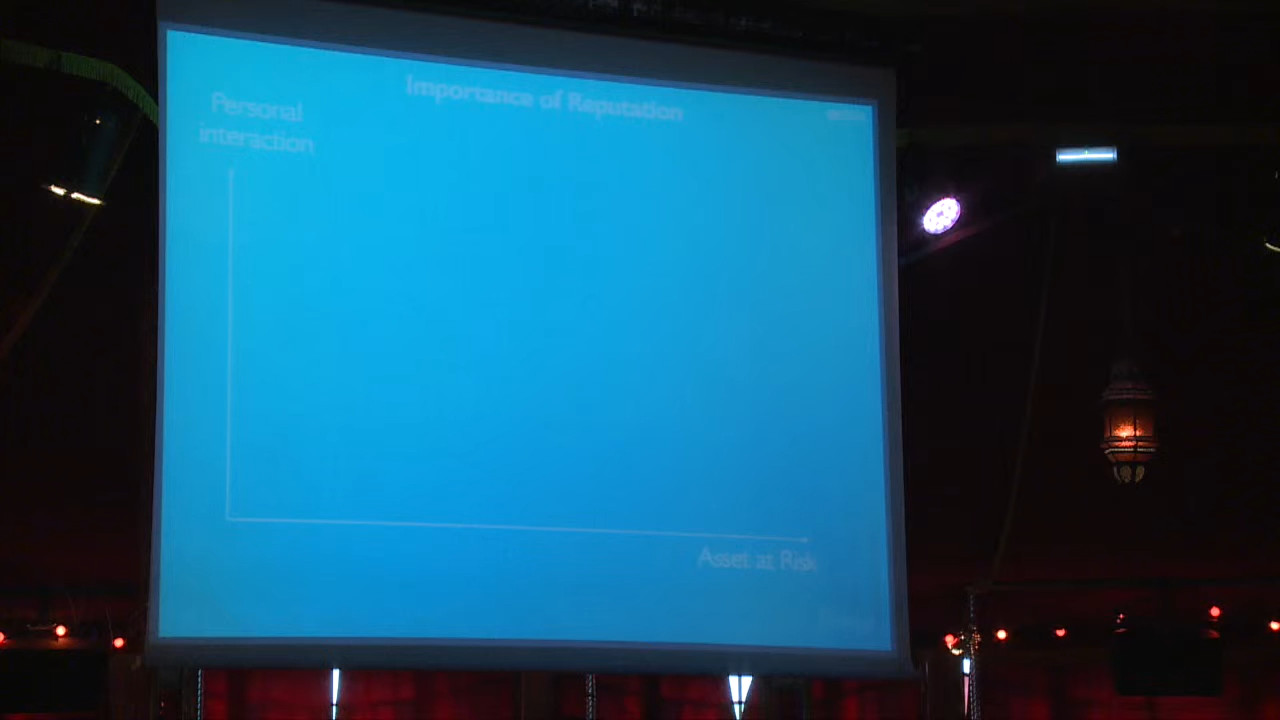 Importance of Reputation
Personal
interaction
Asset at Risk